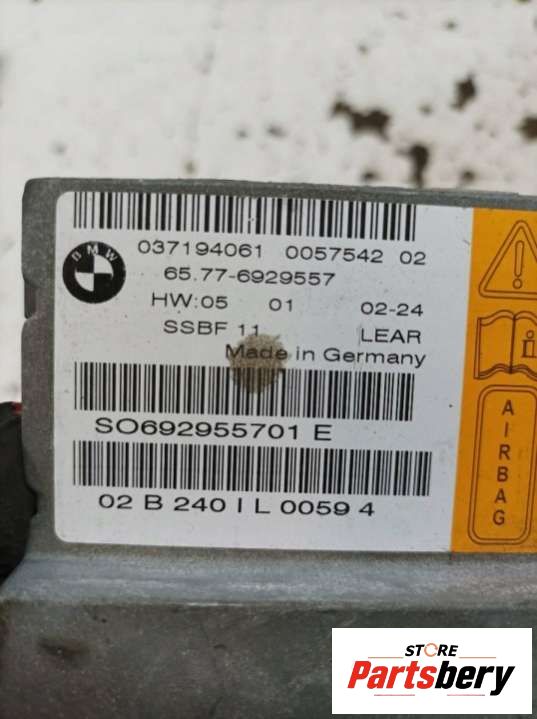 BMW
037194061 0057542 02
65.77-6929557
HW:05 01 02-24
SSBF 11 LEAR
Made in Germany
SO692955701 E
02 B 240 I L 0059 4
i
AIRBAG
STORE
Partsbery